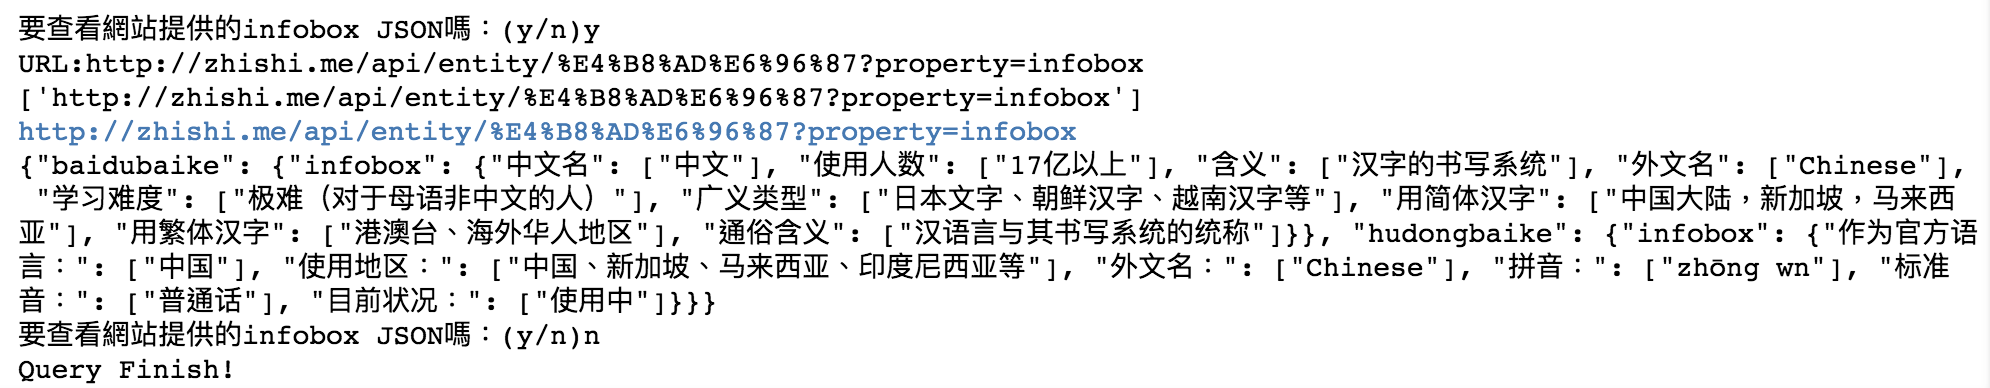 要查看網站提供的infobox JSON嗎：(y/n)y
URL:http://zhishi.me/api/entity/%E4%B8%AD%E6%96%87?property=infobox
['http://zhishi.me/api/entity/%E4%B8%AD%E6%96%87?property=infobox']
http://zhishi.me/api/entity/%E4%B8%AD%E6%96%87?property=infobox
{"baidubaike": {"infobox": {"中文名": ["中文"], "使用人数": ["17亿以上"], "含义": ["汉字的书写系统"], "外文名": ["Chinese"],
"学习难度": ["极难（对于母语非中文的人）"], "广义类型": ["日本文字、朝鲜汉字、越南汉字等"], "用简体汉字": ["中国大陆，新加坡，马来西
亚"], "用繁体汉字": ["港澳台、海外华人地区"], "通俗含义": ["汉语言与其书写系统的统称"]}}, "hudongbaike": {"infobox": {"作为官方语
言：": ["中国"], "使用地区：": ["中国、新加坡、马来西亚、印度尼西亚等"], "外文名：": ["Chinese"], "拼音：": ["zhōng wn"], "标准
音：": ["普通话"], "目前状况：": ["使用中"]}}}
要查看網站提供的infobox JSON嗎：(y/n)n
Query Finish!